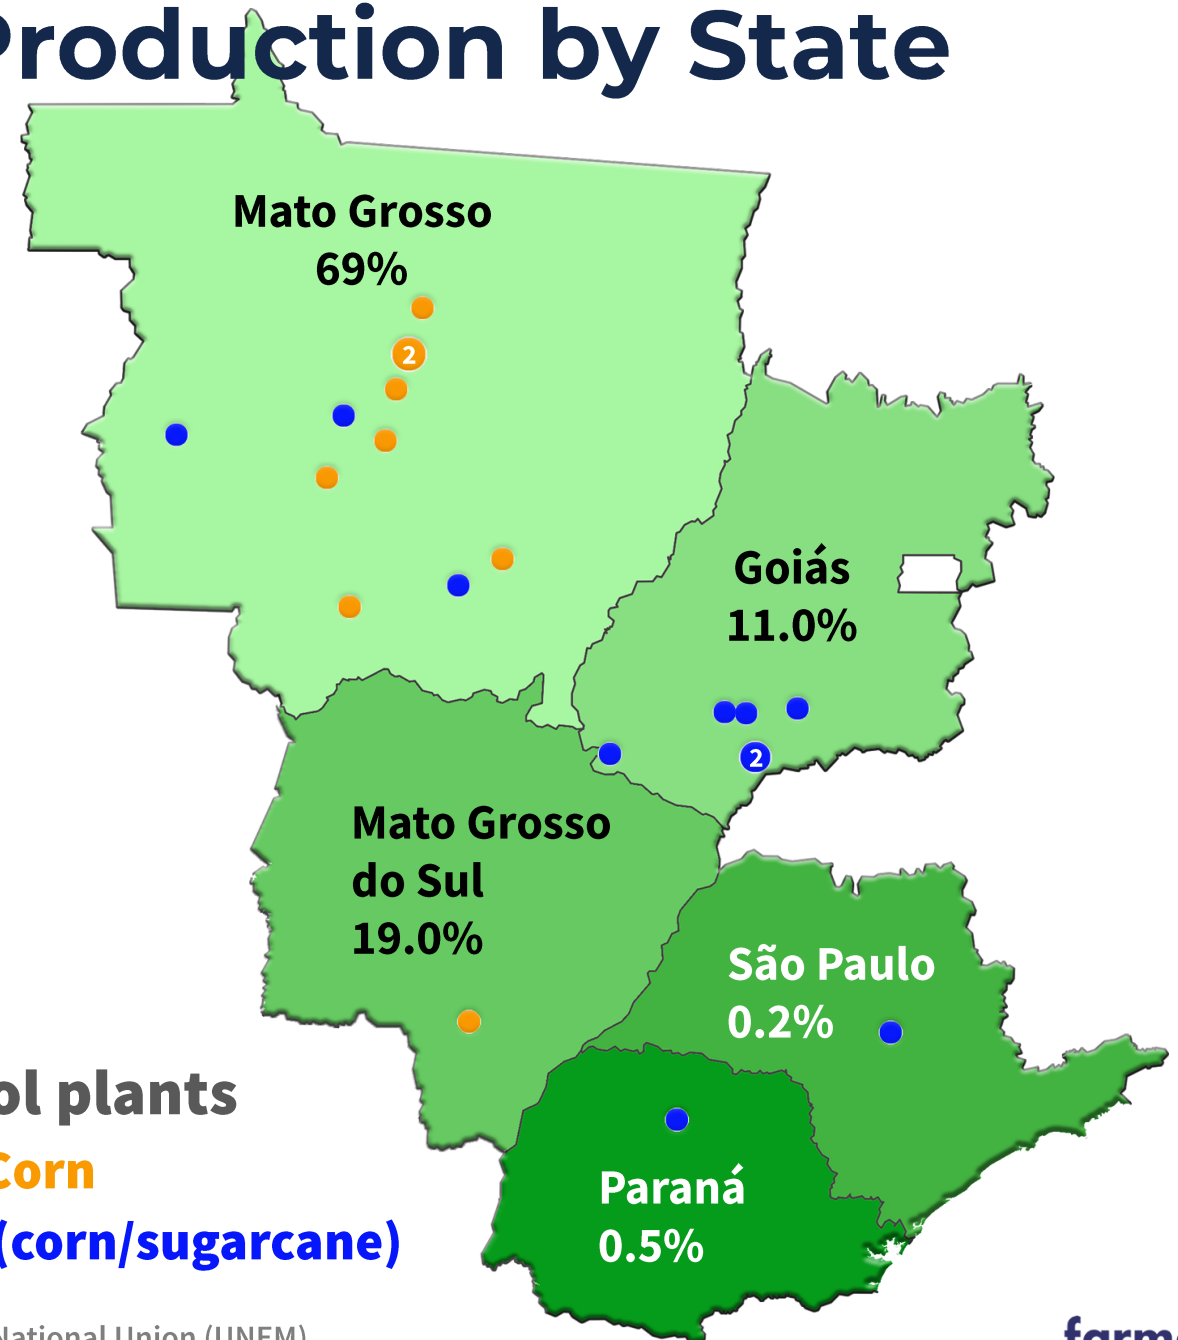 Production by State
Mato Grosso
69%
2
Goiás
11.0%
2
Mato Grosso
do Sul
19.0%
São Paulo
0.2%
ol plants
Corn
Paraná
(corn/sugarcane)
0.5%
National Union (UNEM)
farm